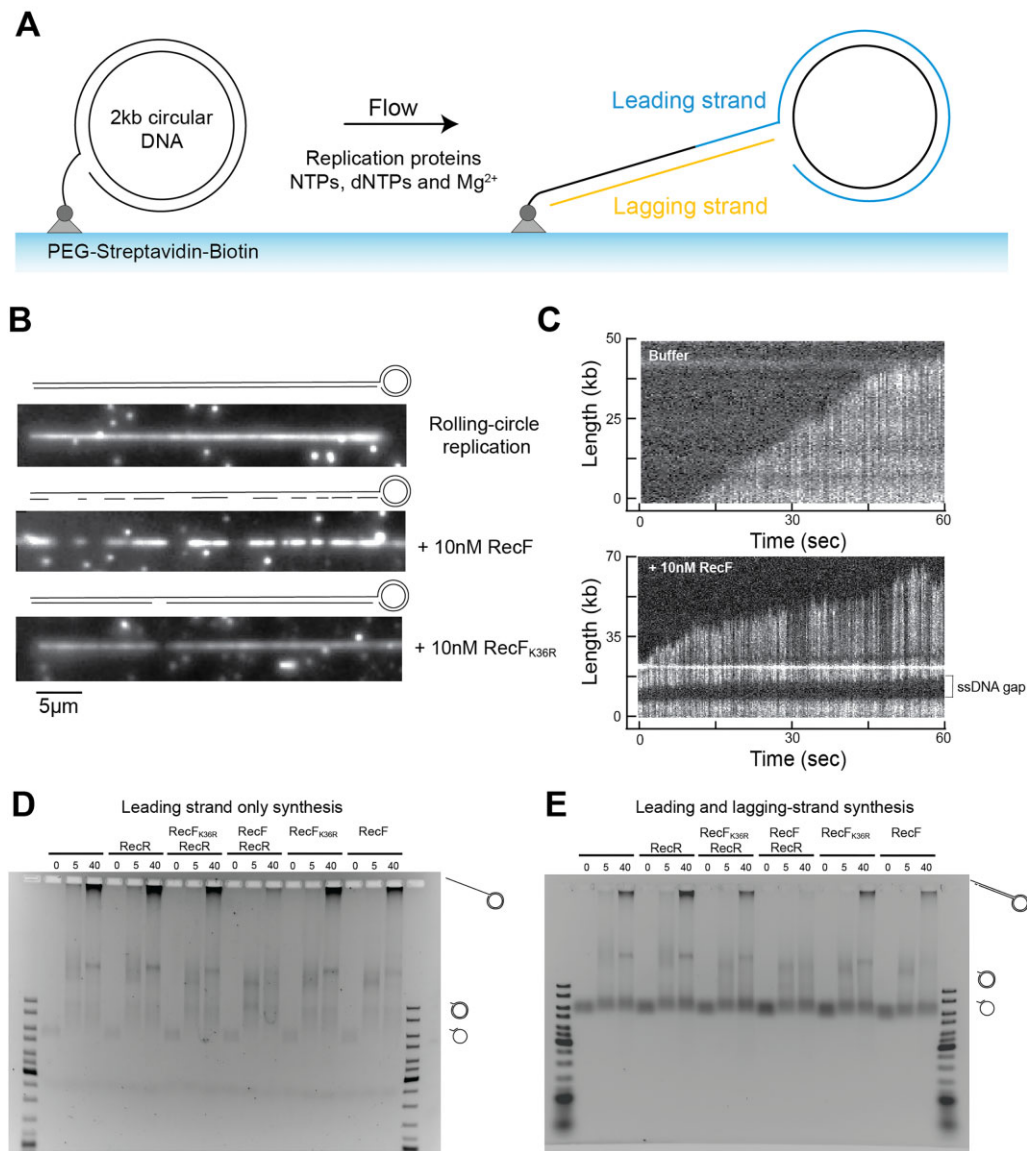 A
2kb circular
DNA
Flow
Replication proteins
NTPs, dNTPs and Mg²⁺
Leading strand
Lagging strand
PEG-Streptavidin-Biotin
B
Rolling-circle
replication
+ 10nM RecF
+ 10nM RecF_K36R
5μm
C
Buffer
Length (kb)
50
25
0
0 30 60
Time (sec)
+ 10nM RecF
Length (kb)
70
35
0
ssDNA gap
0 30 60
Time (sec)
D
Leading strand only synthesis
RecF_K36R RecF
RecR RecR RecR RecF_K36R RecF
0 5 40 0 5 40 0 5 40 0 5 40 0 5 40 0 5 40
E
Leading and lagging-strand synthesis
RecF_K36R RecF RecF_K36R RecF
RecR RecR RecR
0 5 40 0 5 40 0 5 40 0 5 40 0 5 40 0 5 40